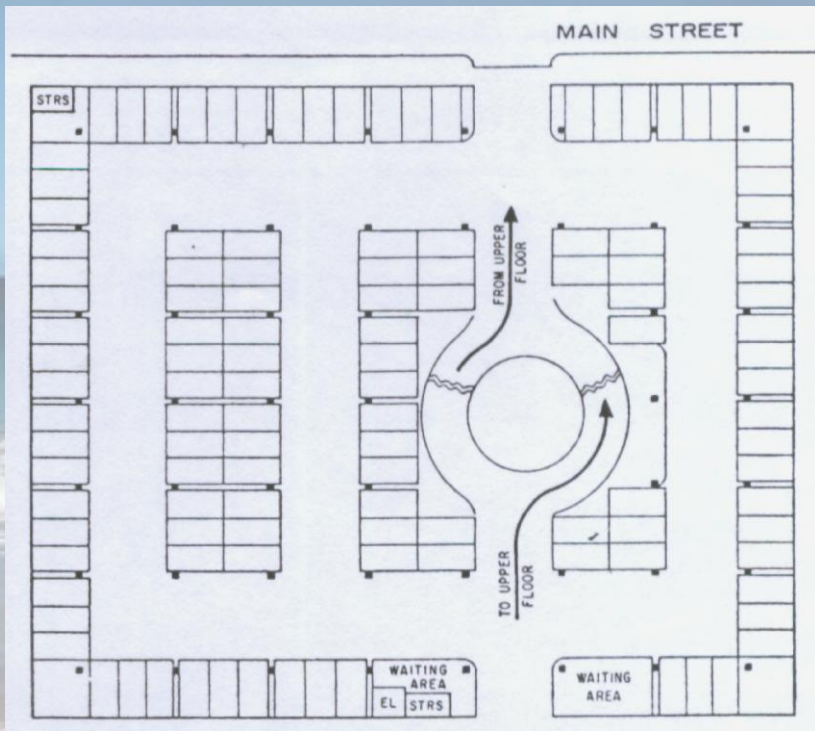 MAIN STREET
STRS
FROM UPPER
FLOOR
TO UPPER
FLOOR
WAITING
AREA
EL
STRS
WAITING
AREA